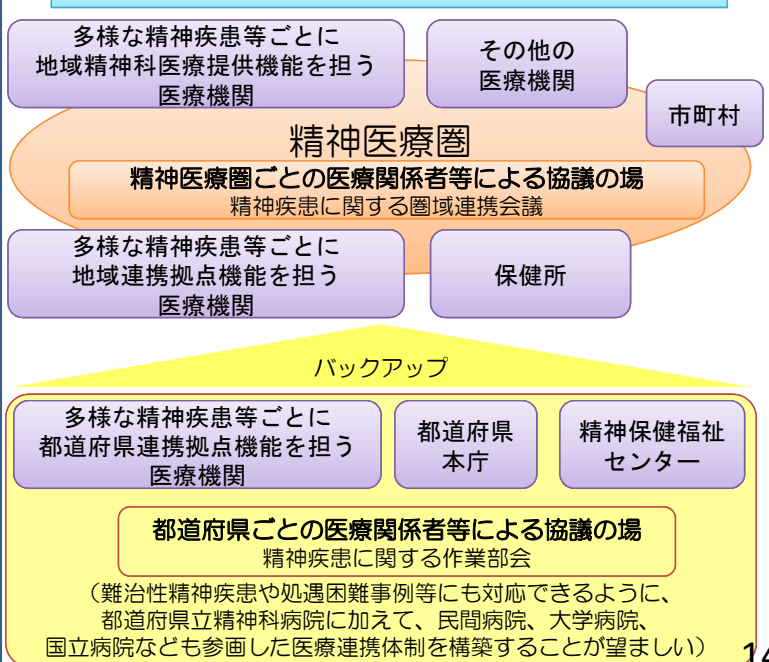 多様な精神疾患等ごとに
地域精神科医療提供機能を担う
医療機関
その他の
医療機関
市町村
精神医療圏
精神医療圏ごとの医療関係者等による協議の場
精神疾患に関する圏域連携会議
多様な精神疾患等ごとに
地域連携拠点機能を担う
医療機関
保健所
バックアップ
多様な精神疾患等ごとに
都道府県連携拠点機能を担う
医療機関
都道府県
本庁
精神保健福祉
センター
都道府県ごとの医療関係者等による協議の場
精神疾患に関する作業部会
（難治性精神疾患や処遇困難事例等にも対応できるように、
都道府県立精神科病院に加えて、民間病院、大学病院、
国立病院なども参画した医療連携体制を構築することが望ましい）